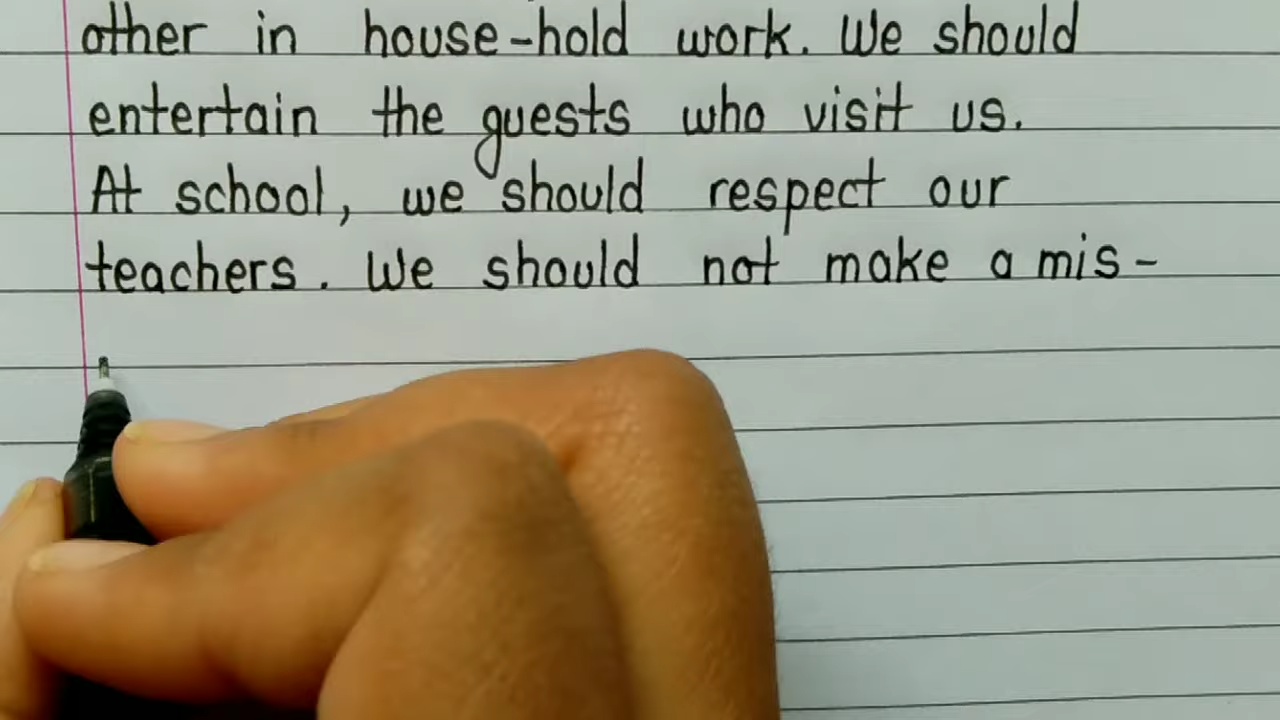 other in house-hold work. We should
entertain the guests who visit us.
At school, we should respect our
teachers. We should not make a mis-